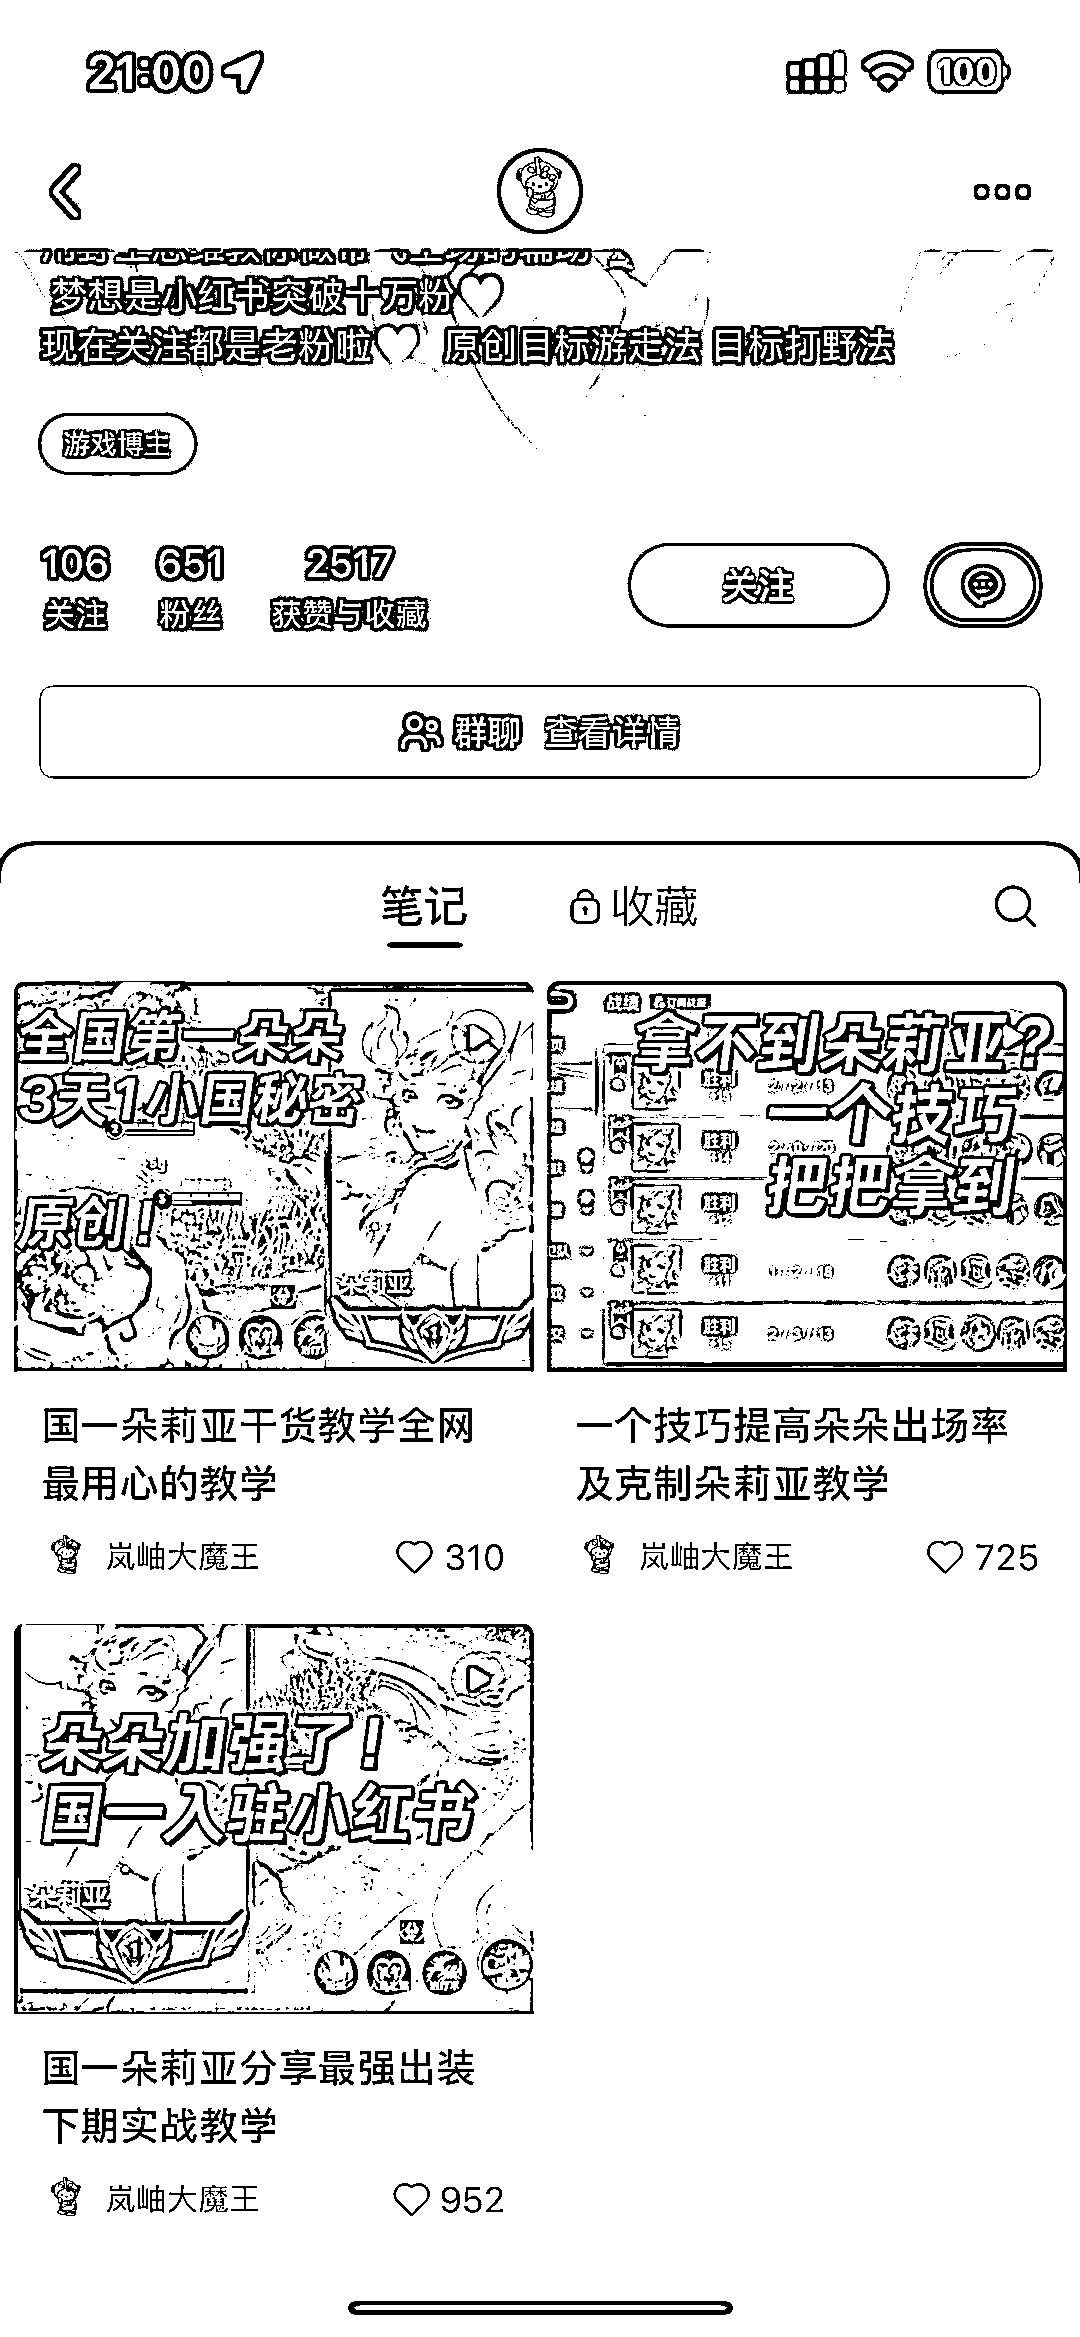 21:00
100
梦想是小红书突破十万粉
现在关注都是老粉啦 原创目标游走法 目标打野法
游戏博主
106 651 2517
关注 粉丝 获赞与收藏
关注
群聊 查看详情
笔记 收藏
全国第一朵朵
3天1小国秘密
原创！
朵莉亚
战绩
拿不到朵莉亚？
一个技巧
把把拿到
胜利
胜利
胜利
胜利
胜利
国一朵莉亚干货教学全网
最用心的教学
岚岫大魔王 310
一个技巧提高朵朵出场率
及克制朵莉亚教学
岚岫大魔王 725
朵朵加强了！
国一入驻小红书
朵莉亚
国一朵莉亚分享最强出装
下期实战教学
岚岫大魔王 952